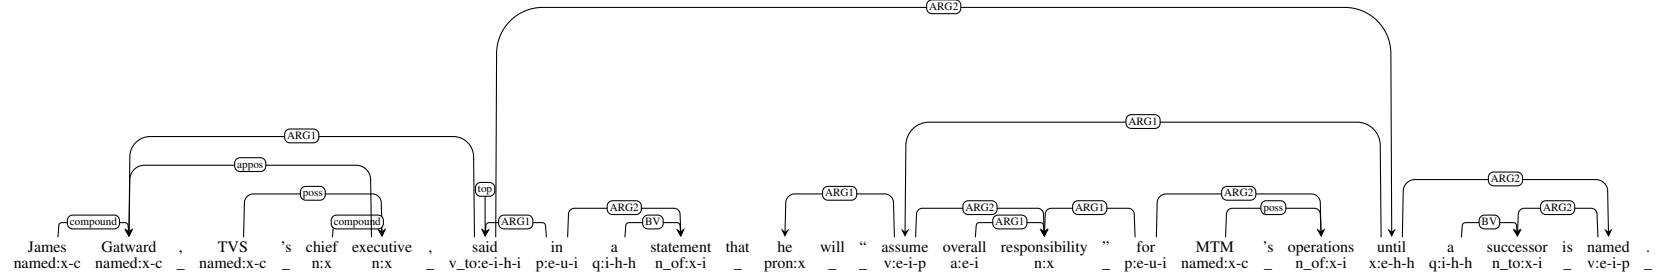 ARG2
ARG1 ARG1
appos ARG2
top
poss ARG1 ARG2
ARG2 ARG2 ARG1 poss ARG2
compound compound ARG1 BV ARG1 BV
James Gatward , TVS 's chief executive , said in a statement that he will “ assume overall responsibility ” for MTM 's operations until a successor is named .
named:x-c named:x-c _ named:x-c _ n:x n:x _ v_to:e-i-h-i p:e-u-i q:i-h-h n_of:x-i _ pron:x _ _ v:e-i-p a:e-i n:x _ p:e-u-i named:x-c _ n_of:x-i x:e-h-h q:i-h-h n_to:x-i _ v:e-i-p _